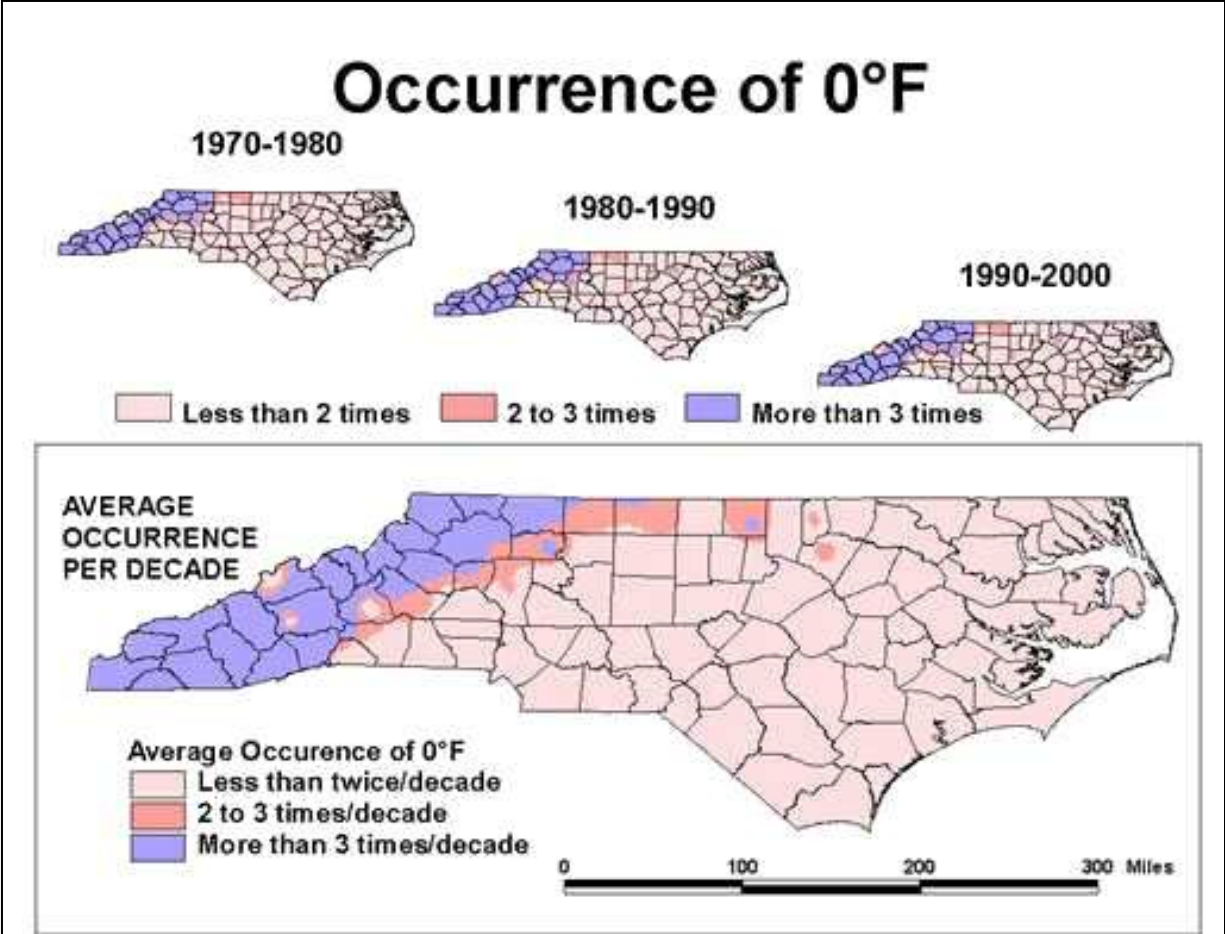 Occurrence of 0°F
1970-1980
1980-1990
1990-2000
Less than 2 times
2 to 3 times
More than 3 times
AVERAGE
OCCURRENCE
PER DECADE
Average Occurence of 0°F
Less than twice/decade
2 to 3 times/decade
More than 3 times/decade
0 100 200 300 Miles